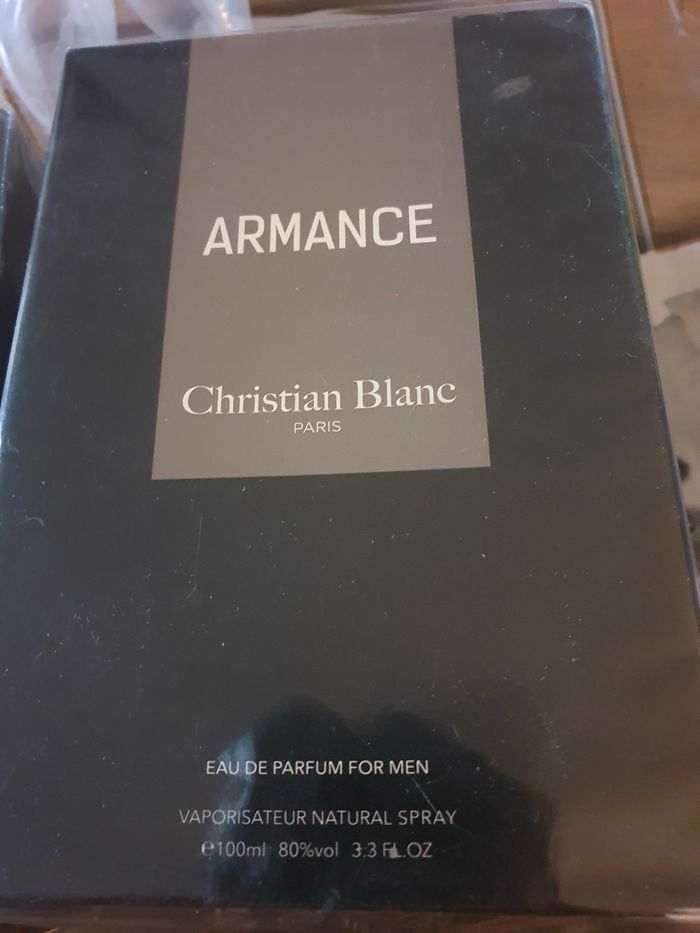 ARMANCE
Christian Blanc
PARIS
EAU DE PARFUM FOR MEN
VAPORISATEUR NATURAL SPRAY
℮100ml 80%vol 3.3 FL.OZ